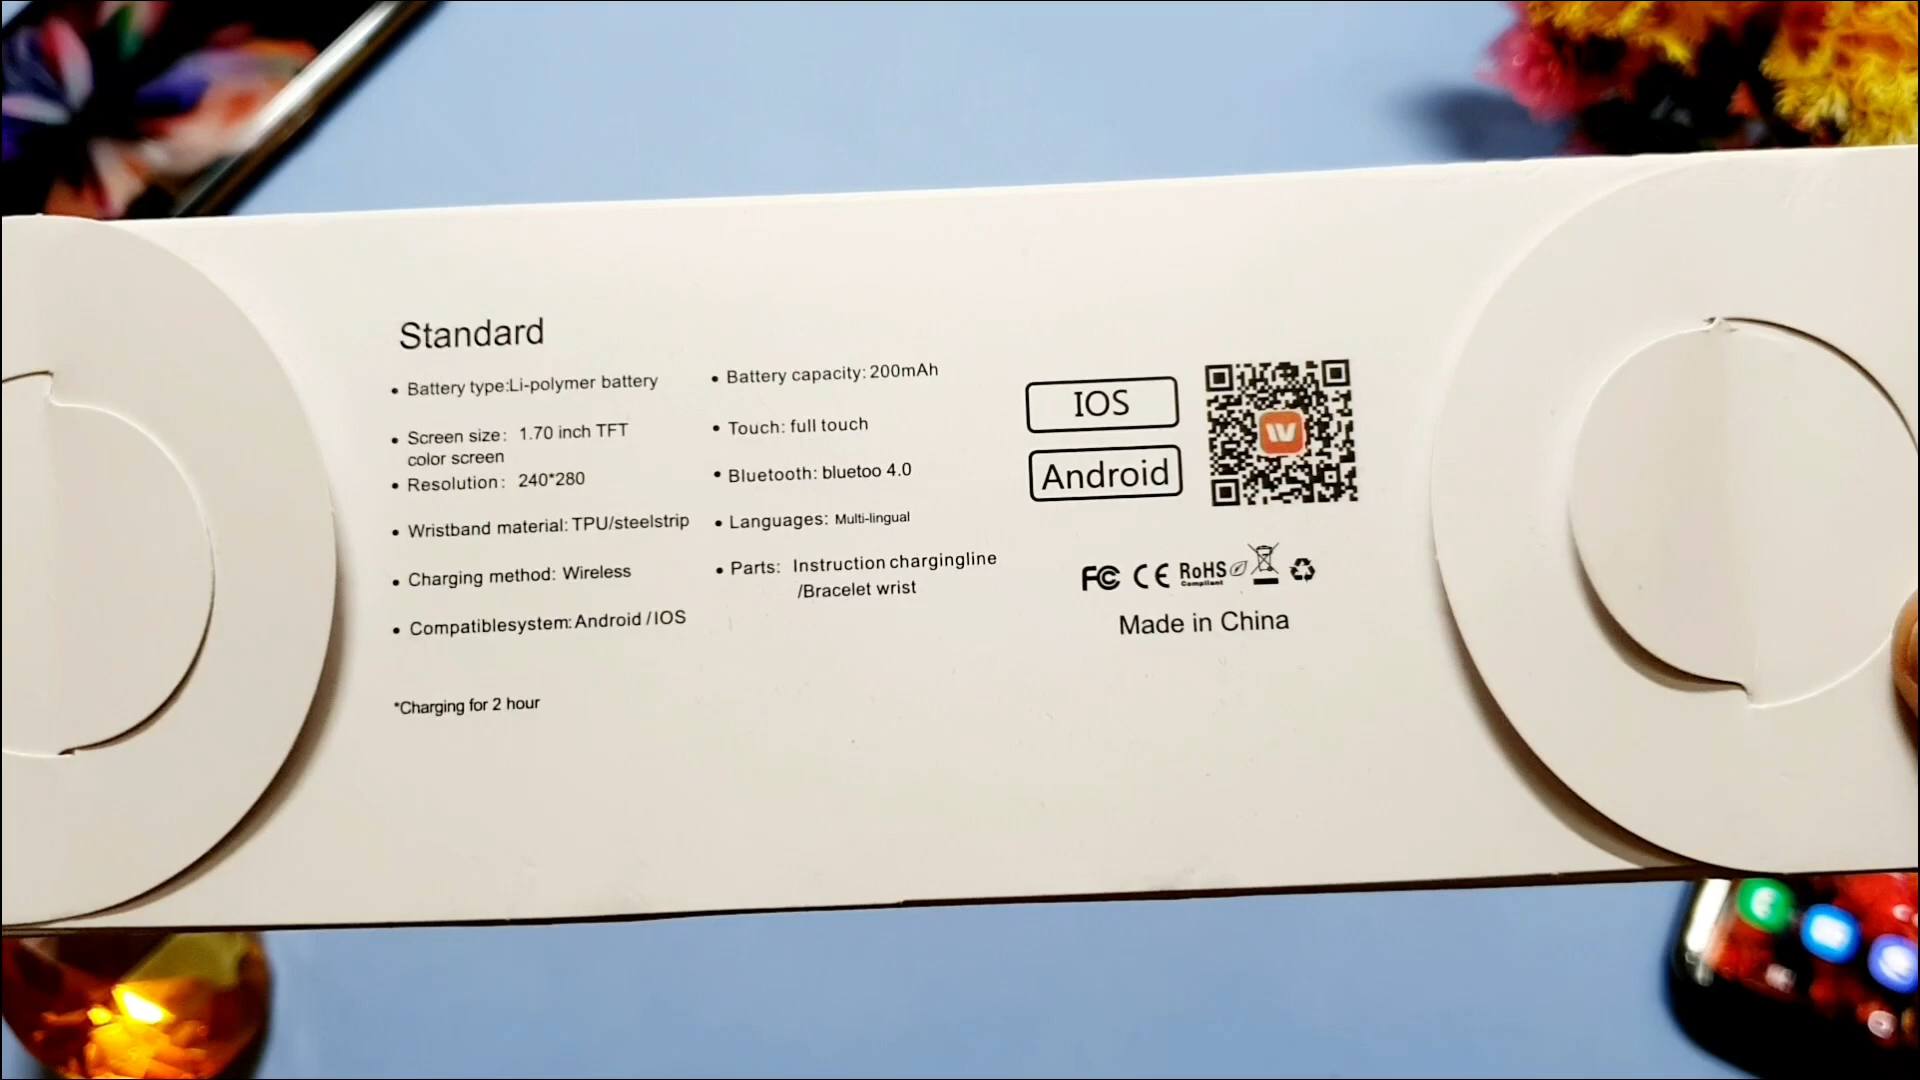 Standard
• Battery type:Li-polymer battery
• Screen size: 1.70 inch TFT
color screen
• Resolution: 240*280
• Wristband material: TPU/steelstrip
• Charging method: Wireless
• Compatiblesystem:Android/IOS
*Charging for 2 hour
• Battery capacity:200mAh
• Touch: full touch
• Bluetooth: bluetoo 4.0
• Languages: Multi-lingual
• Parts: Instruction chargingline
/Bracelet wrist
IOS
Android
FC CE RoHS
Compliant
Made in China